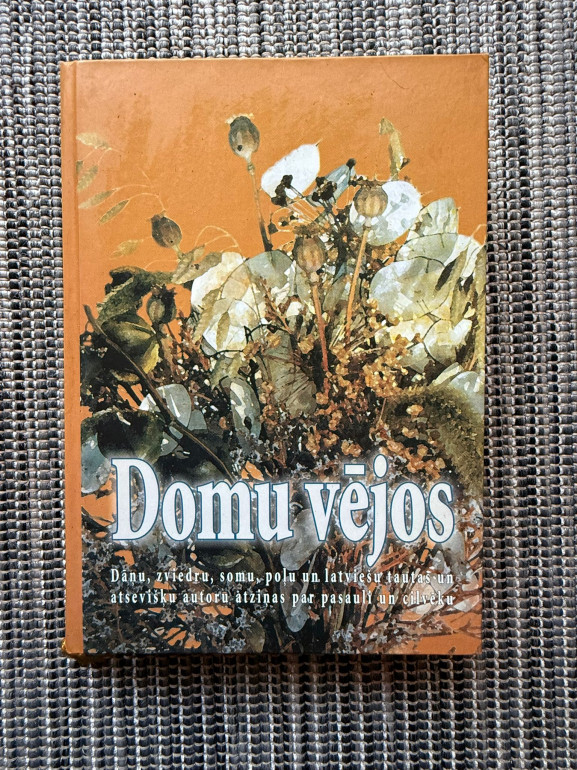 Domu vējos
Dāņu, zviedru, somu, poļu un latviešu tautas un
atsevišķu autoru atziņas par pasauli un cilvēku